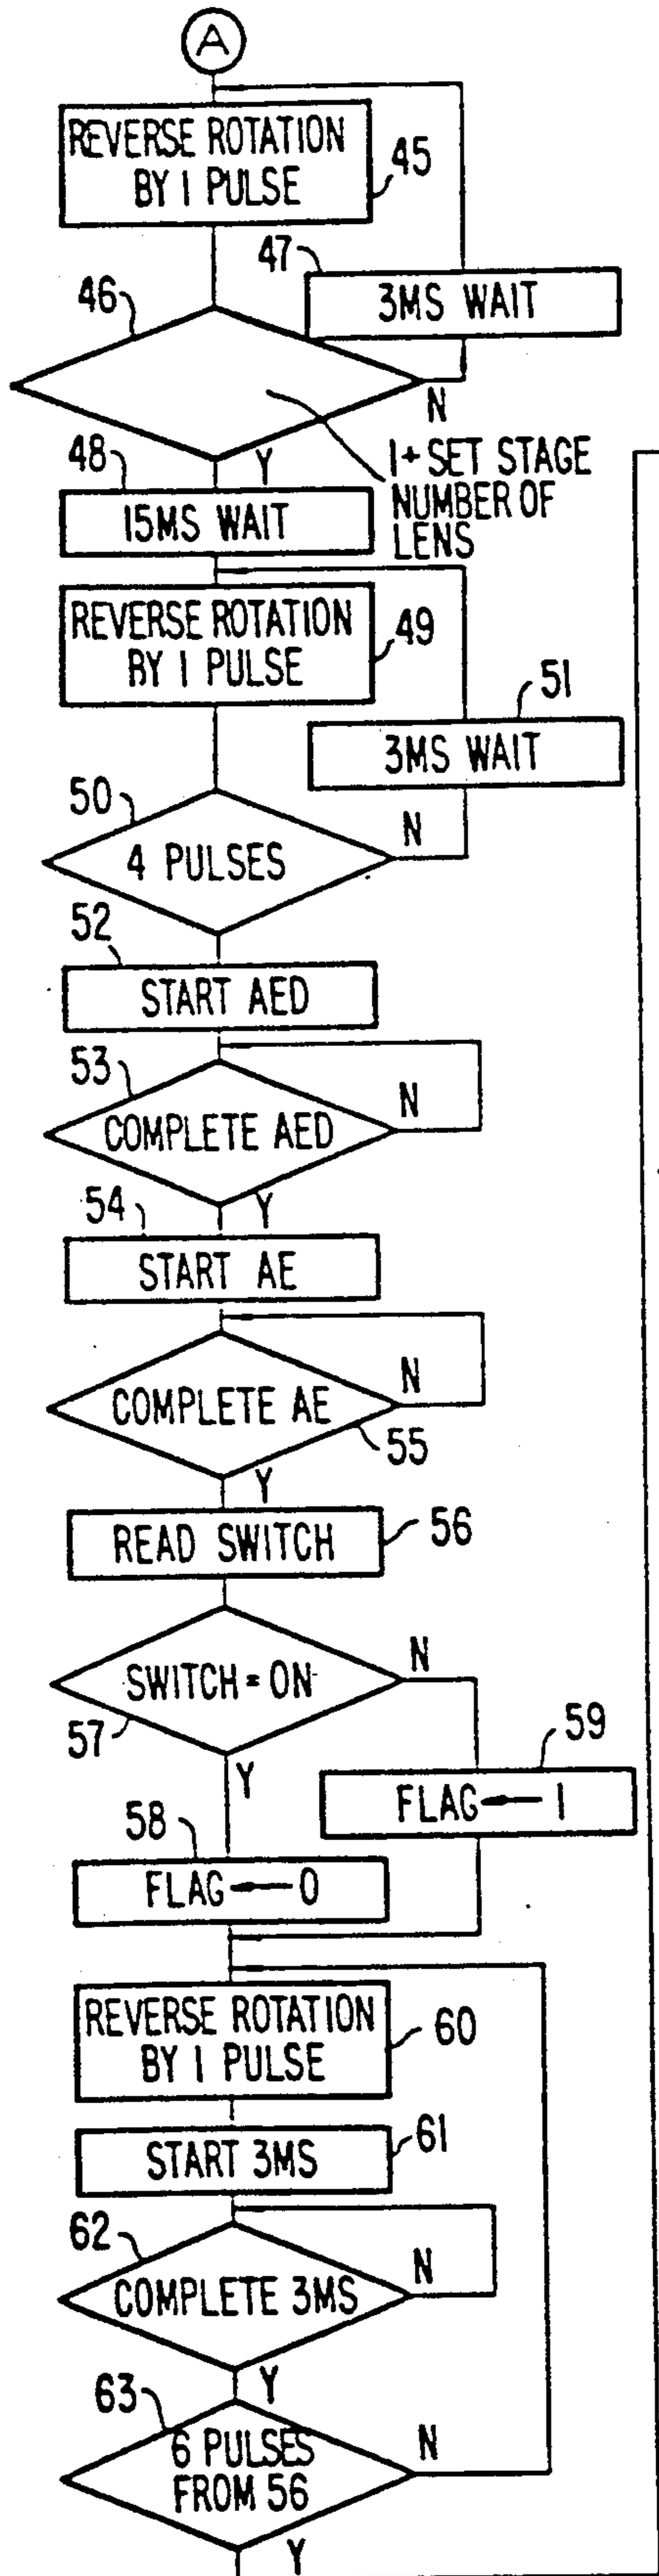 A
REVERSE ROTATION
BY 1 PULSE
45
47
3MS WAIT
46
N
Y
1+SET STAGE
NUMBER OF
LENS
48
15MS WAIT
REVERSE ROTATION
BY 1 PULSE
49
51
3MS WAIT
50
4 PULSES
N
52
START AED
53
COMPLETE AED
N
Y
54
START AE
COMPLETE AE
N
55
Y
READ SWITCH
56
SWITCH=ON
N
57
Y
59
FLAG←1
58
FLAG←0
REVERSE ROTATION
BY 1 PULSE
60
START 3MS
61
62
COMPLETE 3MS
N
Y
63
6 PULSES
FROM 56
N
Y